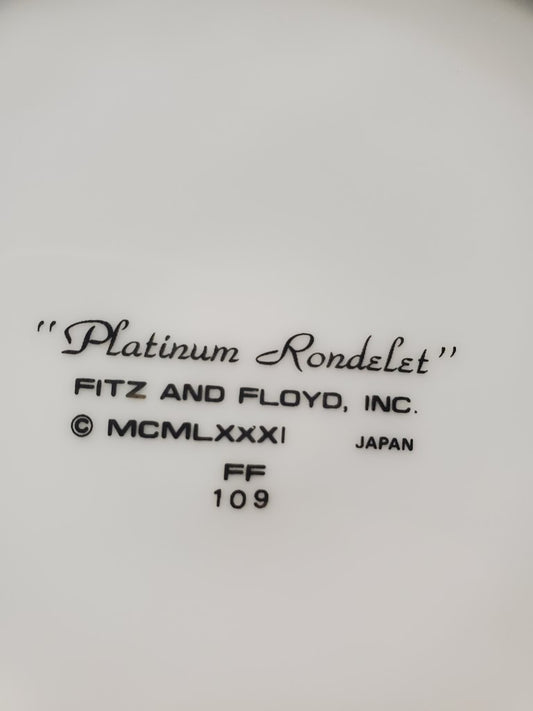 "Platinum Rondelet"
FITZ AND FLOYD, INC.
© MCMLXXXI JAPAN
FF
109